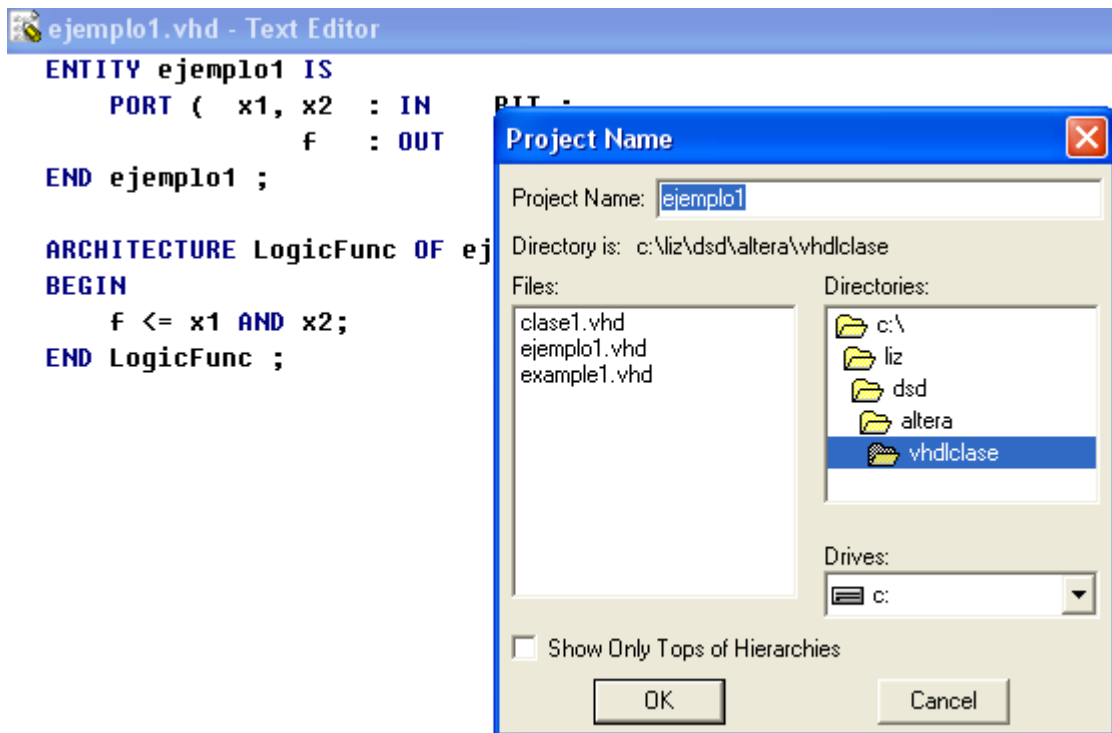 ejemplo1.vhd - Text Editor
ENTITY ejemplo1 IS
PORT ( x1, x2 : IN BIT ;
f : OUT
END ejemplo1 ;
ARCHITECTURE LogicFunc OF ej
BEGIN
f <= x1 AND x2;
END LogicFunc ;
Project Name
Project Name: ejemplo1
Directory is: c:\liz\dsd\altera\vhdlclase
Files:
clase1.vhd
ejemplo1.vhd
example1.vhd
Directories:
c:\
liz
dsd
altera
vhdlclase
Drives:
c:
Show Only Tops of Hierarchies
OK Cancel